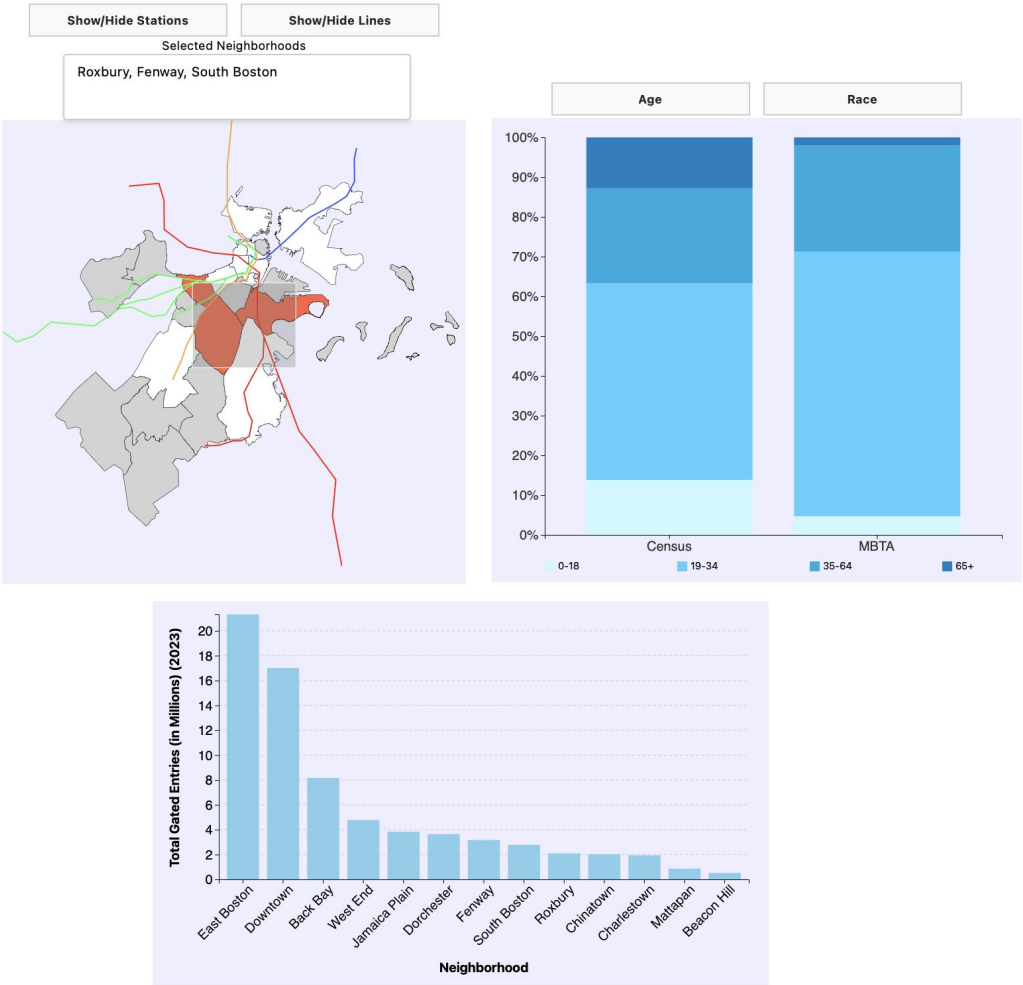 Show/Hide Stations
Show/Hide Lines
Selected Neighborhoods
Roxbury, Fenway, South Boston
Age
Race
100%
90%
80%
70%
60%
50%
40%
30%
20%
10%
0%
Census
MBTA
0-18
19-34
35-64
65+
Total Gated Entries (in Millions) (2023)
20
18
16
14
12
10
8
6
4
2
0
East Boston
Downtown
Back Bay
West End
Jamaica Plain
Dorchester
Fenway
South Boston
Roxbury
Chinatown
Charlestown
Mattapan
Beacon Hill
Neighborhood